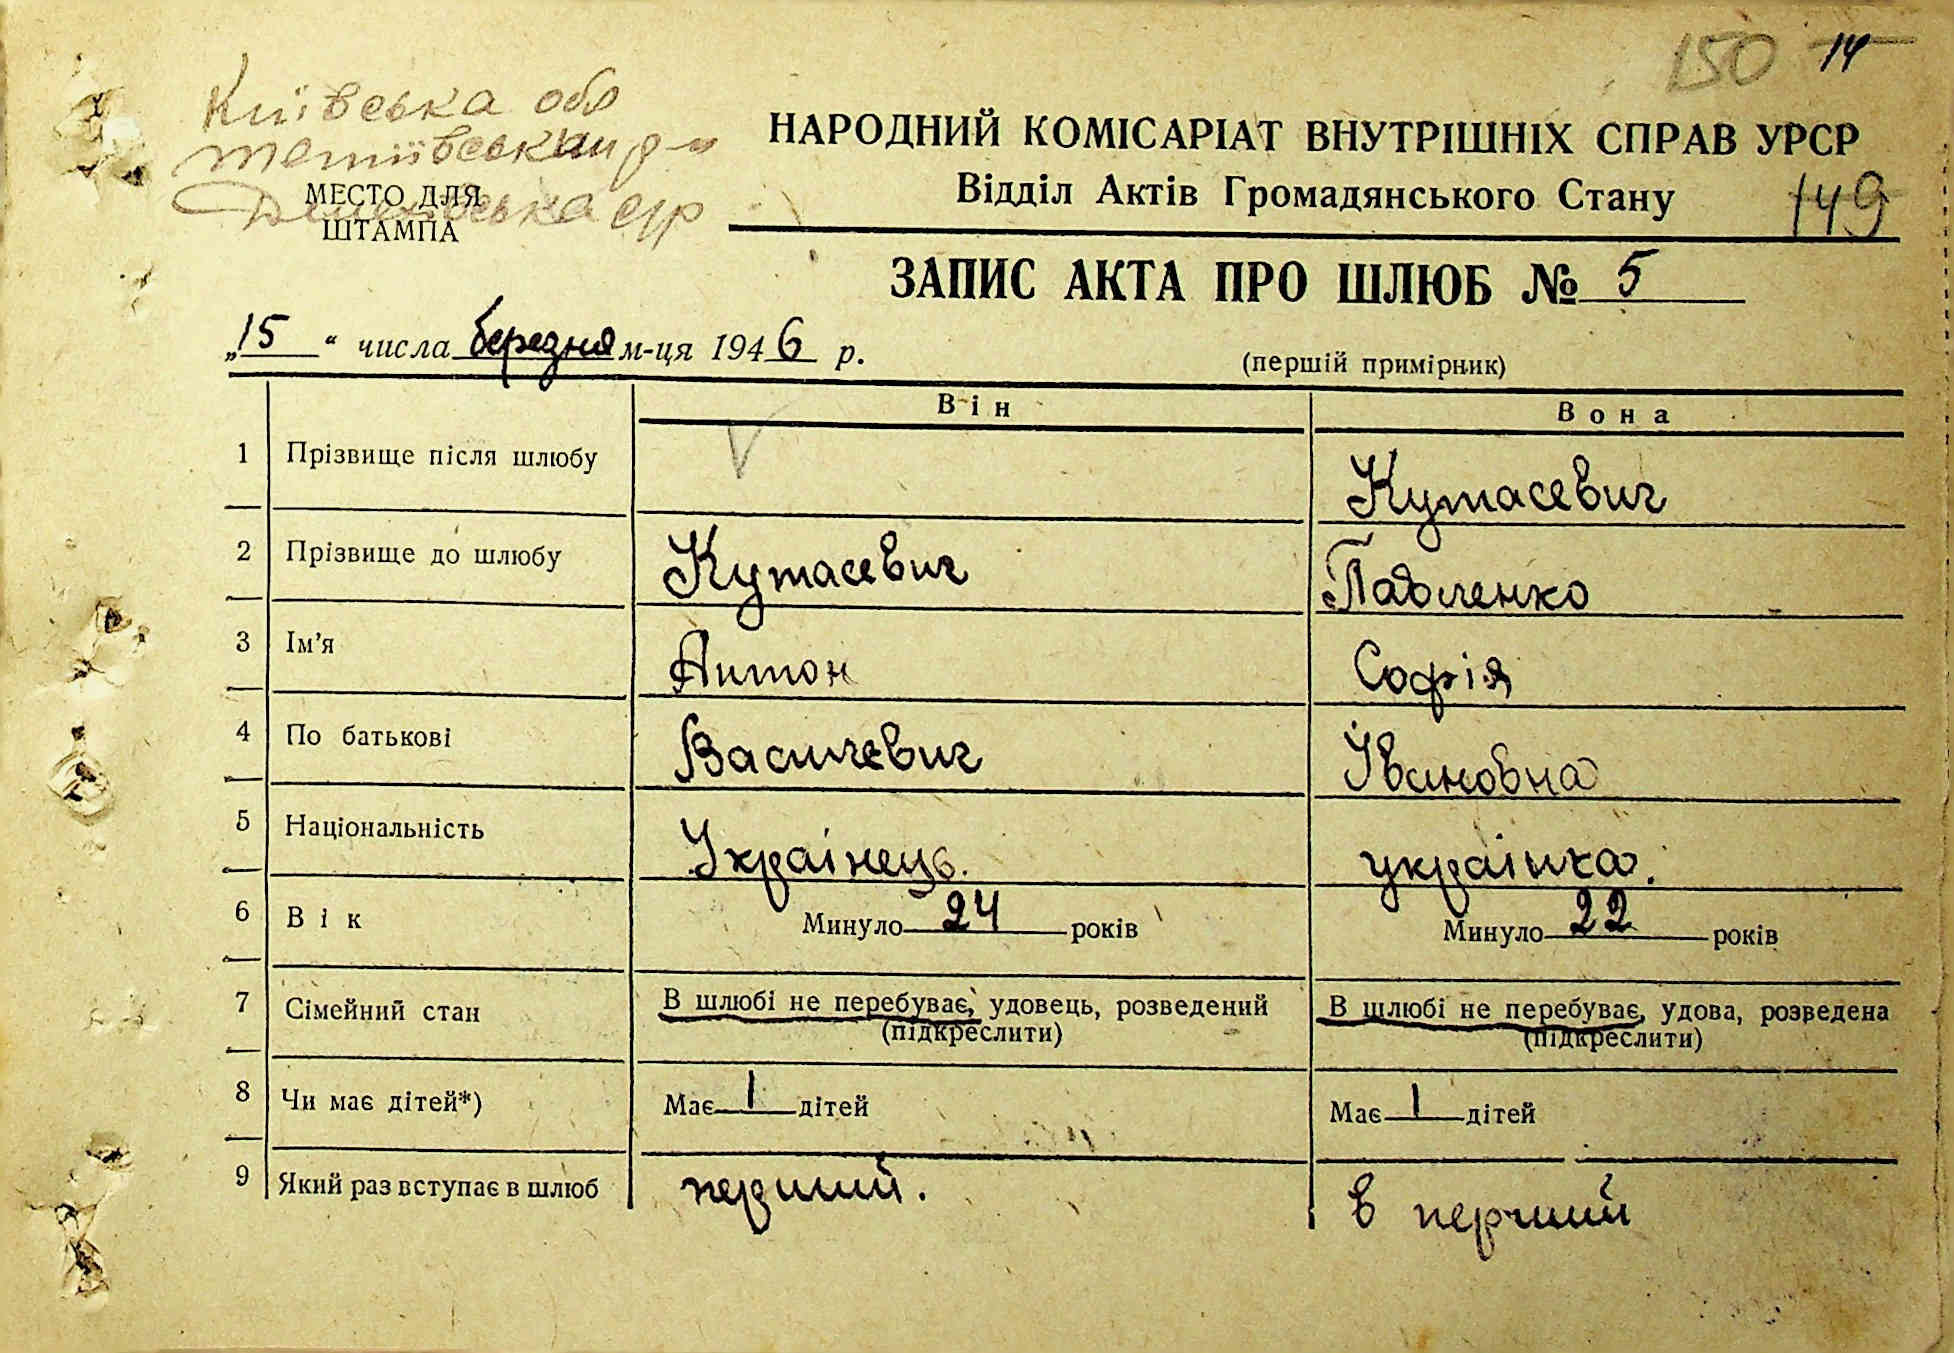 150 14
Київська обл
Тетіївський р-н
МЕСТО ДЛЯ
ШТАМПА
НАРОДНИЙ КОМІСАРІАТ ВНУТРІШНІХ СПРАВ УРСР
Відділ Актів Громадянського Стану
149
ЗАПИС АКТА ПРО ШЛЮБ № 5
„15“ числа березня м-ця 1946 р.
(першій примірник)
Він Вона
1 Прізвище після шлюбу Кутасевич
2 Прізвище до шлюбу Кутасевич Павленко
3 Ім'я Антон Софія
4 По батькові Василевич Івановна
5 Національність Українець. українка.
6 Вік Минуло 24 років Минуло 22 років
7 Сімейний стан В шлюбі не перебуває, удовець, розведений В шлюбі не перебуває, удова, розведена
(підкреслити) (підкреслити)
8 Чи має дітей*) Має 1 дітей Має 1 дітей
9 Який раз вступає в шлюб перший. в перший